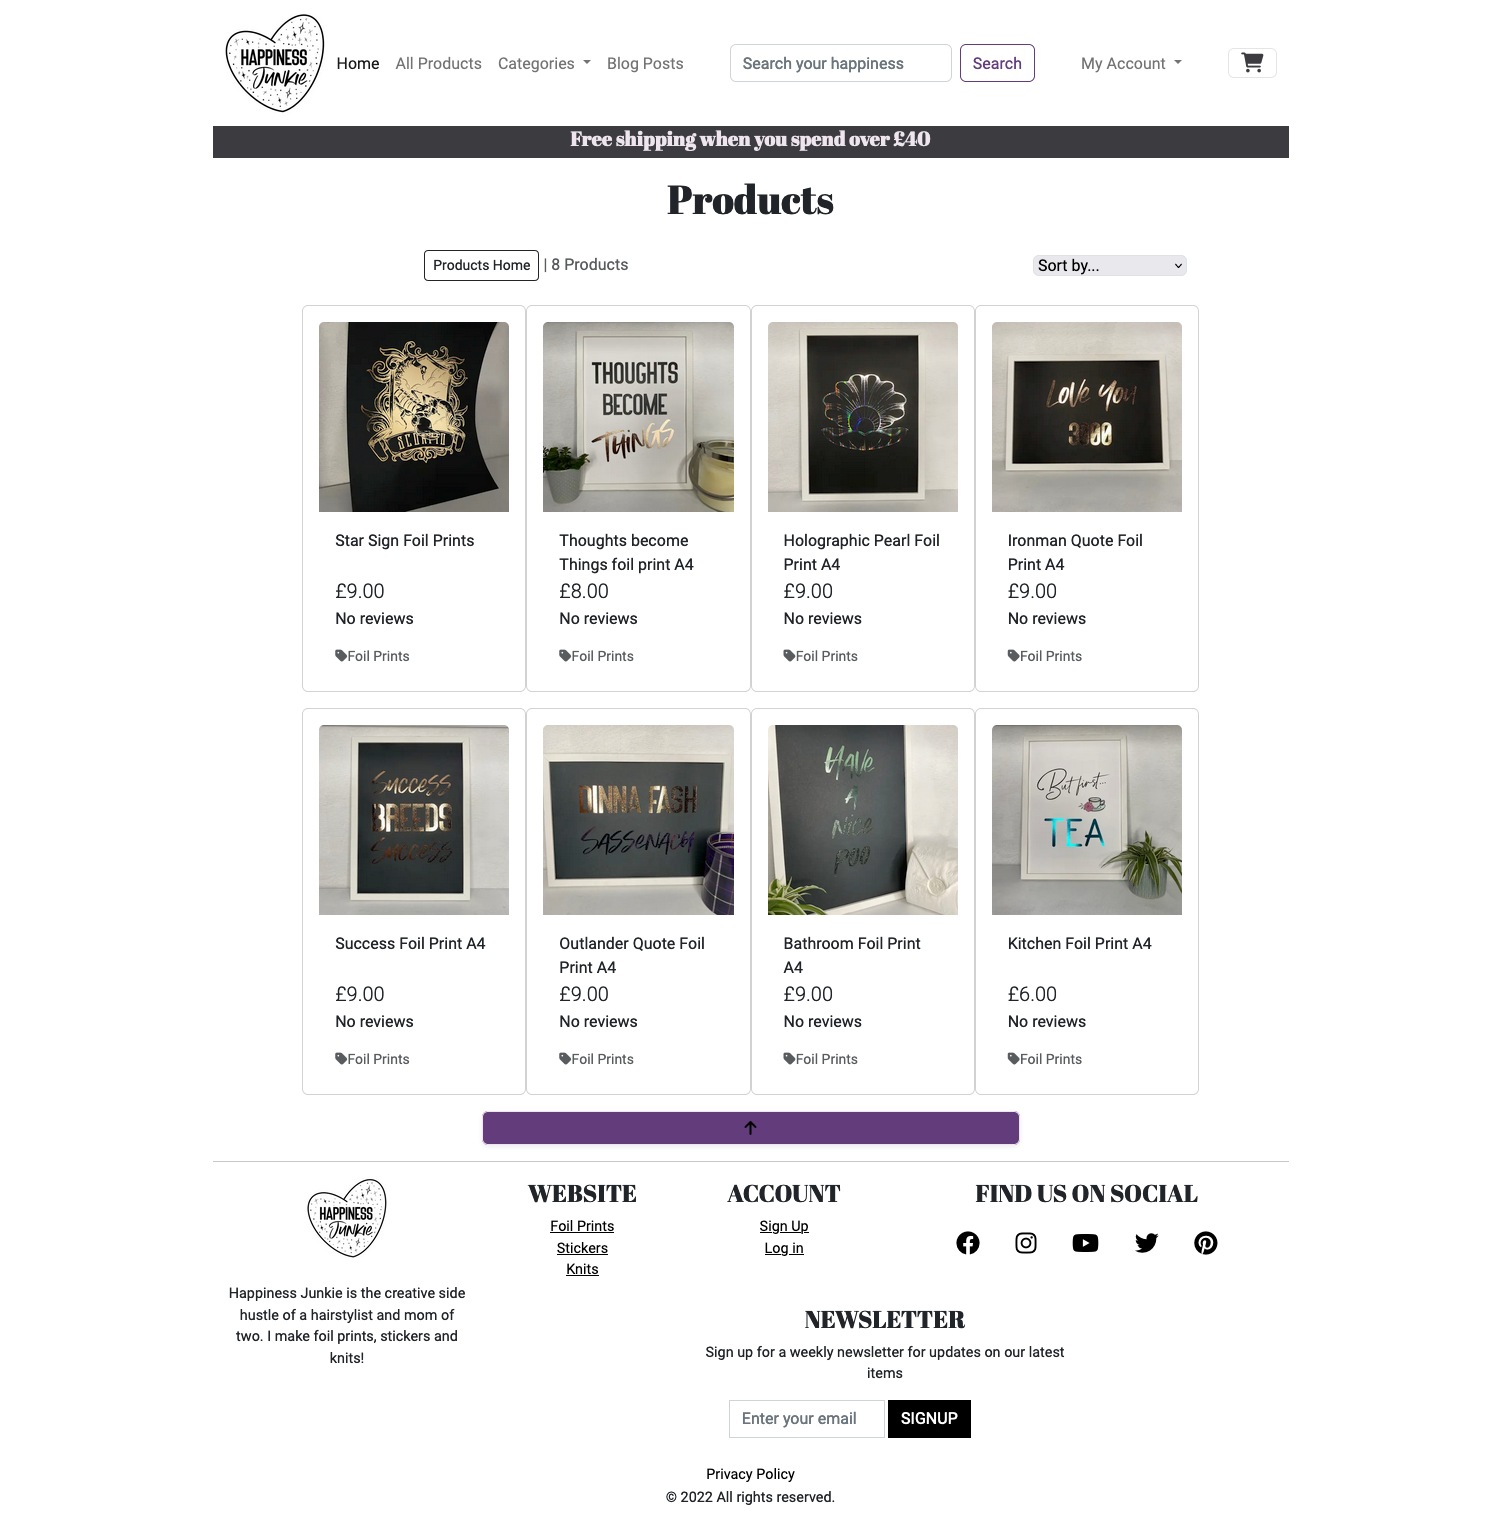 HAPPINESS
Junkie
Home
All Products
Categories
Blog Posts
Search your happiness
Search
My Account
Free shipping when you spend over £40
Products
Products Home
| 8 Products
Sort by...
SCORPIO
THOUGHTS
BECOME
THINGS
Love You
3000
Star Sign Foil Prints
£9.00
No reviews
Foil Prints
Thoughts become
Things foil print A4
£8.00
No reviews
Foil Prints
Holographic Pearl Foil
Print A4
£9.00
No reviews
Foil Prints
Ironman Quote Foil
Print A4
£9.00
No reviews
Foil Prints
Success
BREEDS
Success
DINNA FASH
SASSENACH
Have
A
Nice
Poo
But first...
TEA
Success Foil Print A4
£9.00
No reviews
Foil Prints
Outlander Quote Foil
Print A4
£9.00
No reviews
Foil Prints
Bathroom Foil Print
A4
£9.00
No reviews
Foil Prints
Kitchen Foil Print A4
£6.00
No reviews
Foil Prints
HAPPINESS
Junkie
Happiness Junkie is the creative side
hustle of a hairstylist and mom of
two. I make foil prints, stickers and
knits!
WEBSITE
Foil Prints
Stickers
Knits
ACCOUNT
Sign Up
Log in
FIND US ON SOCIAL
NEWSLETTER
Sign up for a weekly newsletter for updates on our latest
items
Enter your email
SIGNUP
Privacy Policy
© 2022 All rights reserved.